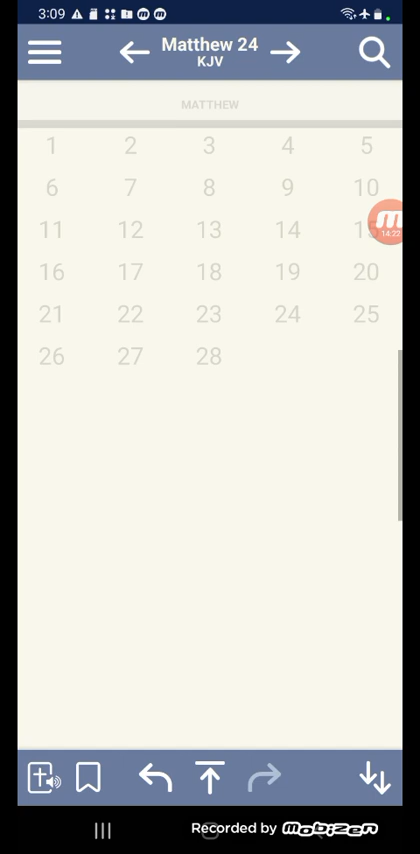 3:09
Matthew 24
KJV
MATTHEW
1 2 3 4 5
6 7 8 9 10
11 12 13 14 15
14:22
16 17 18 19 20
21 22 23 24 25
26 27 28
Recorded by mobizen